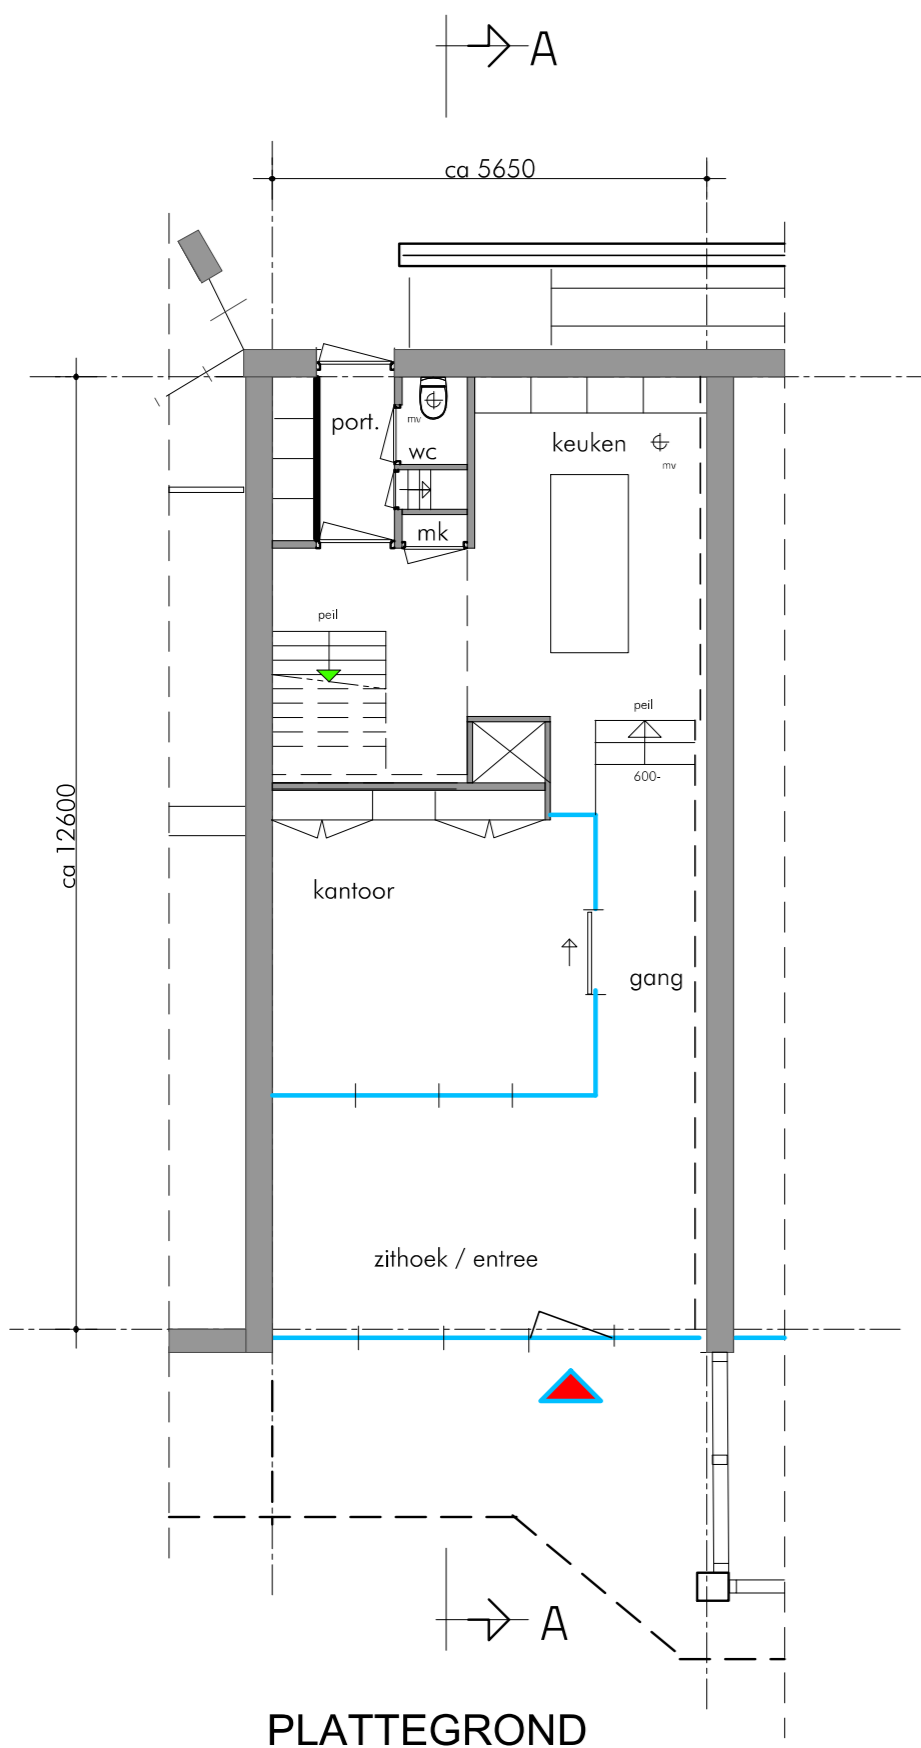 A
ca 5650
port.
mv
wc
keuken
mv
mk
peil
peil
600-
ca 12600
kantoor
gang
zithoek / entree
A
PLATTEGROND